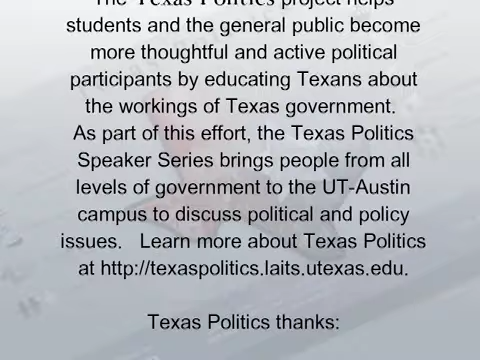 The Texas Politics project helps
students and the general public become
more thoughtful and active political
participants by educating Texans about
the workings of Texas government.
As part of this effort, the Texas Politics
Speaker Series brings people from all
levels of government to the UT-Austin
campus to discuss political and policy
issues. Learn more about Texas Politics
at http://texaspolitics.laits.utexas.edu.
Texas Politics thanks: